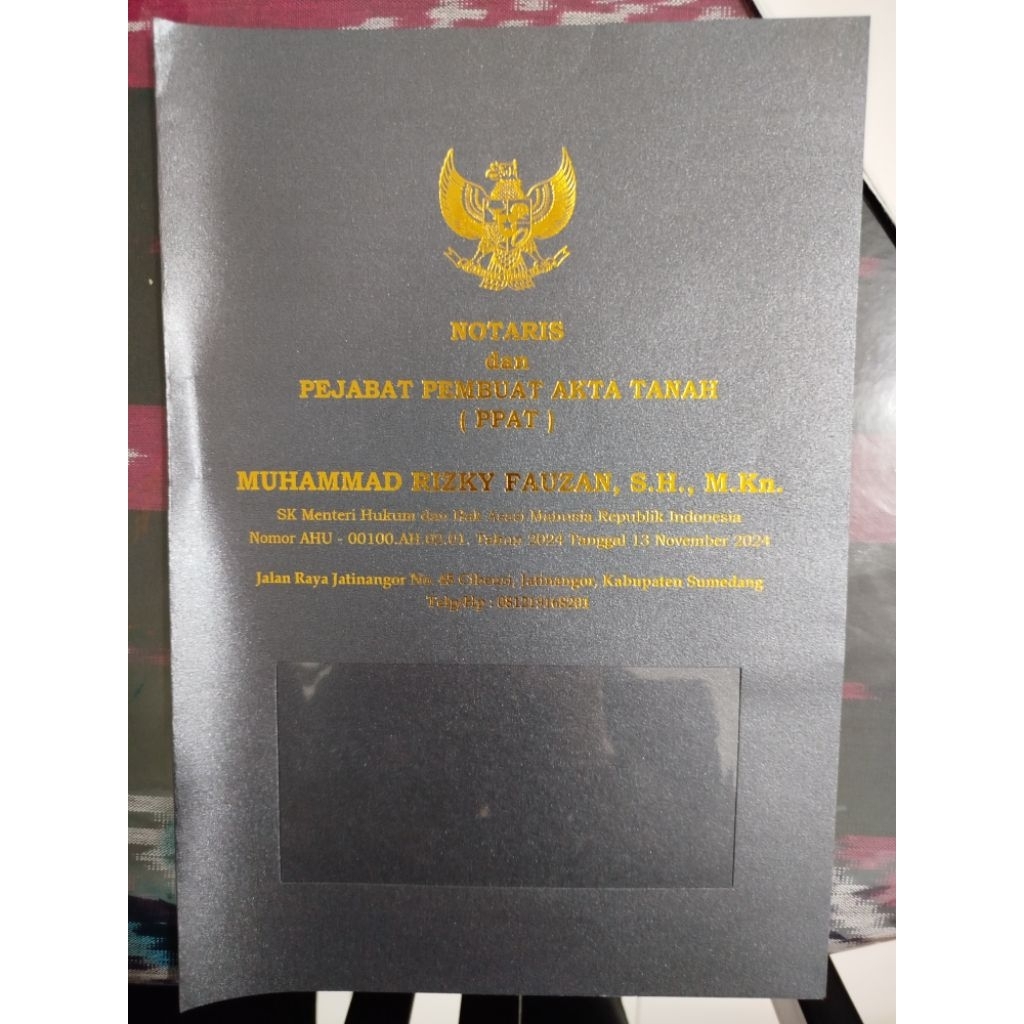 NOTARIS
dan
PEJABAT PEMBUAT AKTA TANAH
( PPAT )
MUHAMMAD RIZKY FAUZAN, S.H., M.Kn.
SK Menteri Hukum dan Hak Asasi Manusia Republik Indonesia
Nomor AHU - 00100.AH.02.01. Tahun 2024 Tanggal 13 November 2024
Jalan Raya Jatinangor No. Jatinangor, Kabupaten Sumedang
Telp/Hp :